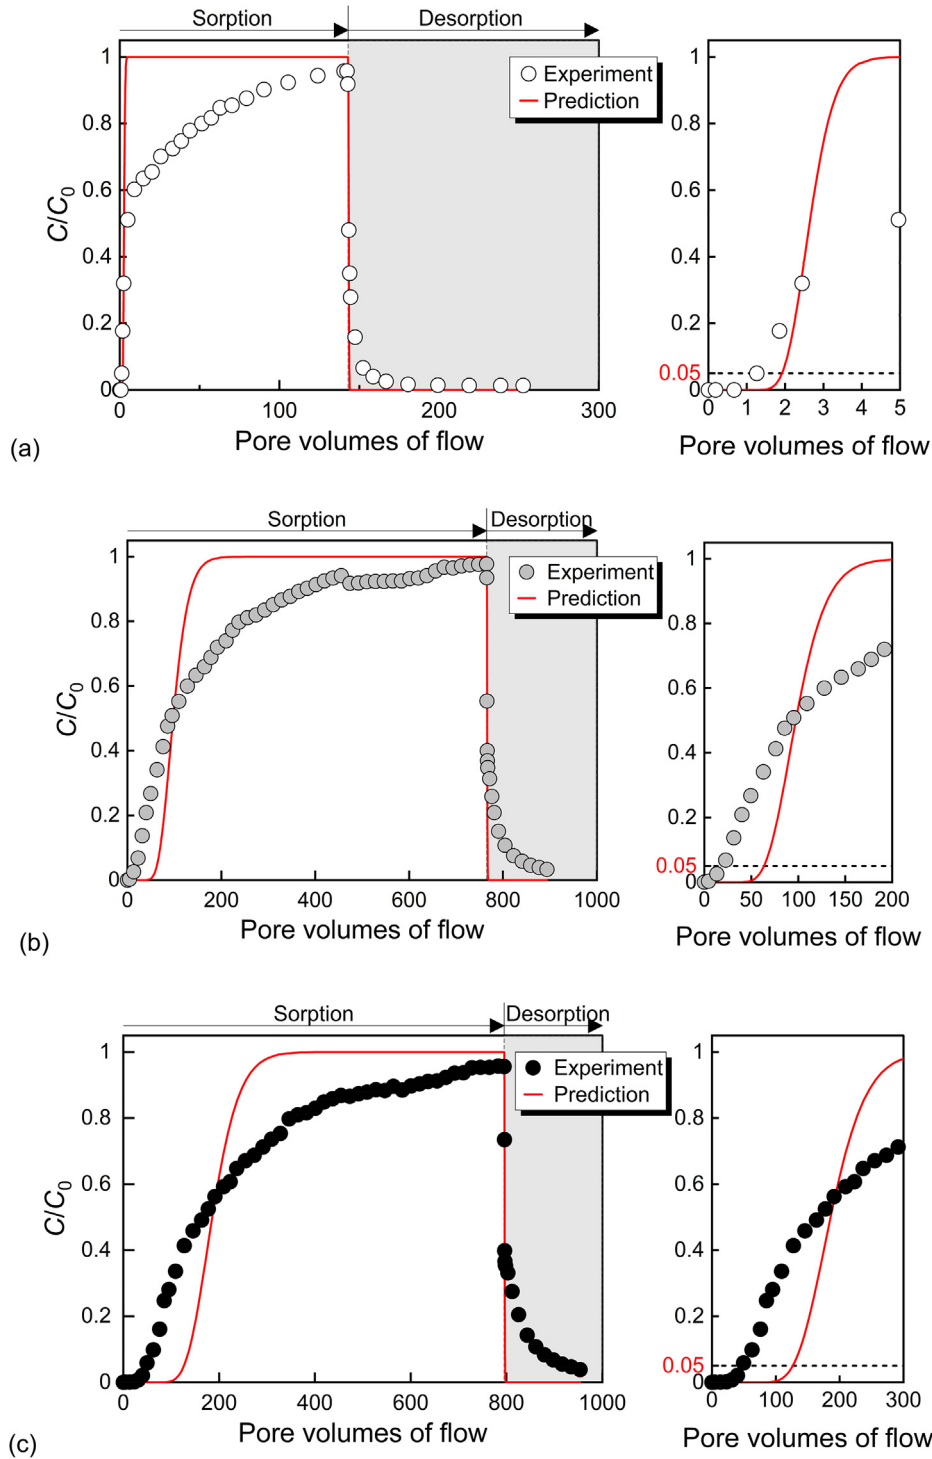 Sorption Desorption
1 1
Experiment
Prediction
0.8 0.8
0.6 0.6
C/C0
0.4 0.4
0.2 0.2
0.05
0 0
0 100 200 300 0 1 2 3 4 5
Pore volumes of flow Pore volumes of flow
(a)
Sorption Desorption
1 1
Experiment
Prediction
0.8 0.8
0.6 0.6
C/C0
0.4 0.4
0.2 0.2
0.05
0 0
0 200 400 600 800 1000 0 50 100 150 200
Pore volumes of flow Pore volumes of flow
(b)
Sorption Desorption
1 1
Experiment
Prediction
0.8 0.8
0.6 0.6
C/C0
0.4 0.4
0.2 0.2
0.05
0 0
0 200 400 600 800 1000 0 100 200 300
Pore volumes of flow Pore volumes of flow
(c)